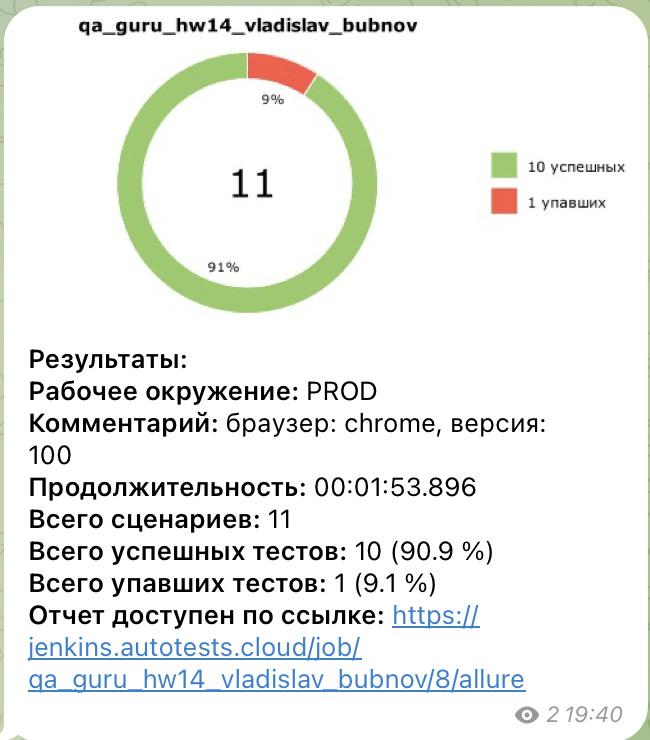 qa_guru_hw14_vladislav_bubnov
9%
11
10 успешных
1 упавших
91%
Результаты:
Рабочее окружение: PROD
Комментарий: браузер: chrome, версия:
100
Продолжительность: 00:01:53.896
Всего сценариев: 11
Всего успешных тестов: 10 (90.9 %)
Всего упавших тестов: 1 (9.1 %)
Отчет доступен по ссылке: https://
jenkins.autotests.cloud/job/
qa_guru_hw14_vladislav_bubnov/8/allure
2 19:40